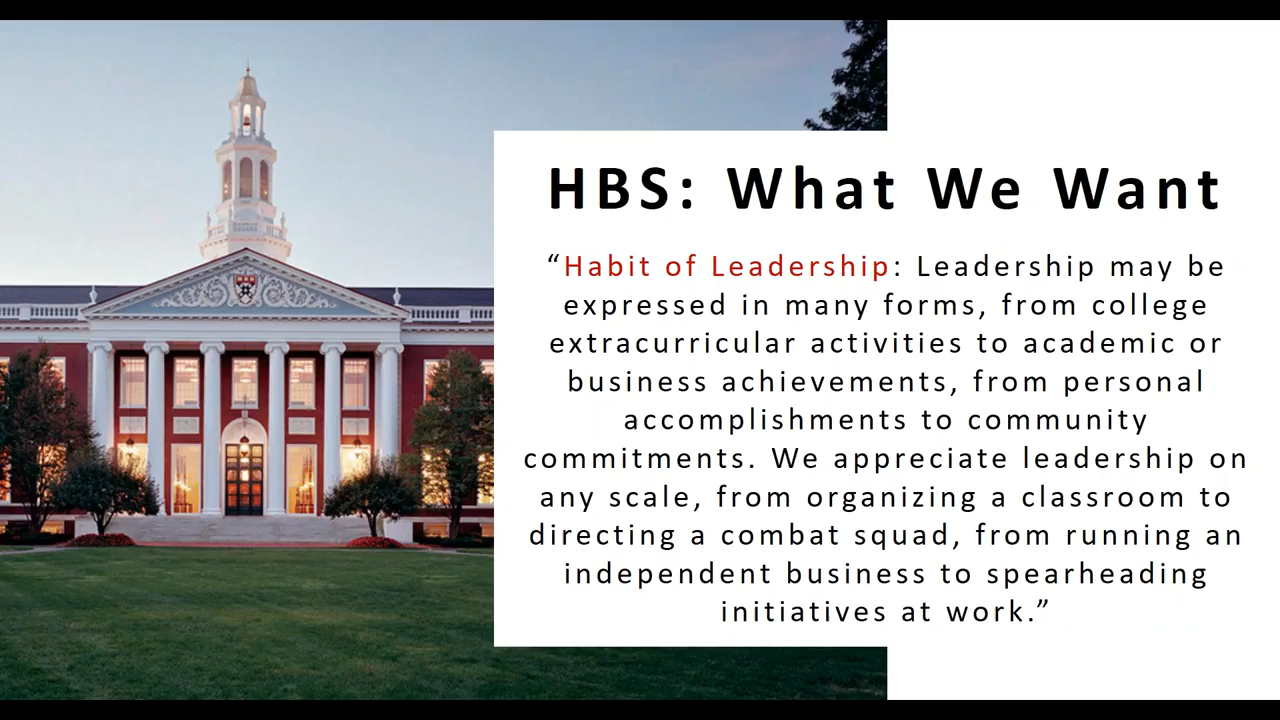 HBS: What We Want
“Habit of Leadership: Leadership may be
expressed in many forms, from college
extracurricular activities to academic or
business achievements, from personal
accomplishments to community
commitments. We appreciate leadership on
any scale, from organizing a classroom to
directing a combat squad, from running an
independent business to spearheading
initiatives at work.”